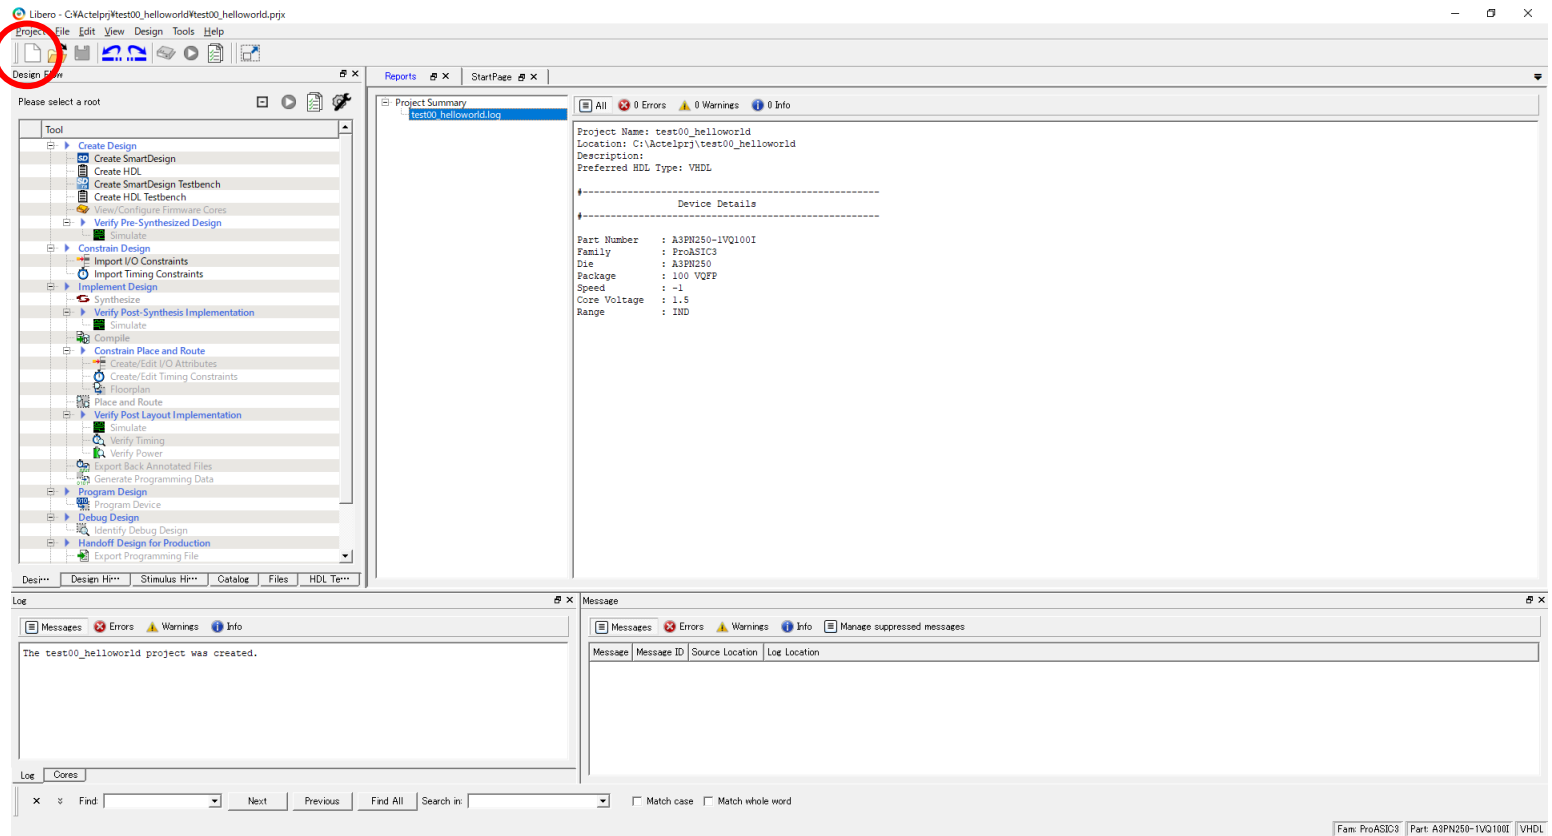 Libero - C:¥Actelprj¥test00_helloworld¥test00_helloworld.prjx
Project File Edit View Design Tools Help
Design Flow
Reports
StartPage
Please select a root
Tool
Create Design
Create SmartDesign
Create HDL
Create SmartDesign Testbench
Create HDL Testbench
View/Configure Firmware Cores
Verify Pre-Synthesized Design
Simulate
Constrain Design
Import I/O Constraints
Import Timing Constraints
Implement Design
Synthesize
Verify Post-Synthesis Implementation
Simulate
Compile
Constrain Place and Route
Create/Edit I/O Attributes
Create/Edit Timing Constraints
Floorplan
Place and Route
Verify Post Layout Implementation
Simulate
Verify Timing
Verify Power
Export Back Annotated Files
Generate Programming Data
Program Design
Program Device
Debug Design
Identify Debug Design
Handoff Design for Production
Export Programming File
Desi··· Design Hi··· Stimulus Hi··· Catalog Files HDL Te···
Project Summary
test00_helloworld.log
All 0 Errors 0 Warnings 0 Info
Project Name: test00_helloworld
Location: C:\Actelprj\test00_helloworld
Description:
Preferred HDL Type: VHDL
#-----------------------------------------------------
Device Details
#-----------------------------------------------------
Part Number : A3PN250-1VQ100I
Family : ProASIC3
Die : A3PN250
Package : 100 VQFP
Speed : -1
Core Voltage : 1.5
Range : IND
Log
Messages Errors Warnings Info
The test00_helloworld project was created.
Log Cores
Message
Messages Errors Warnings Info Manage suppressed messages
Message Message ID Source Location Log Location
Find: Next Previous Find All Search in: Match case Match whole word
Fam: ProASIC3 Part: A3PN250-1VQ100I VHDL